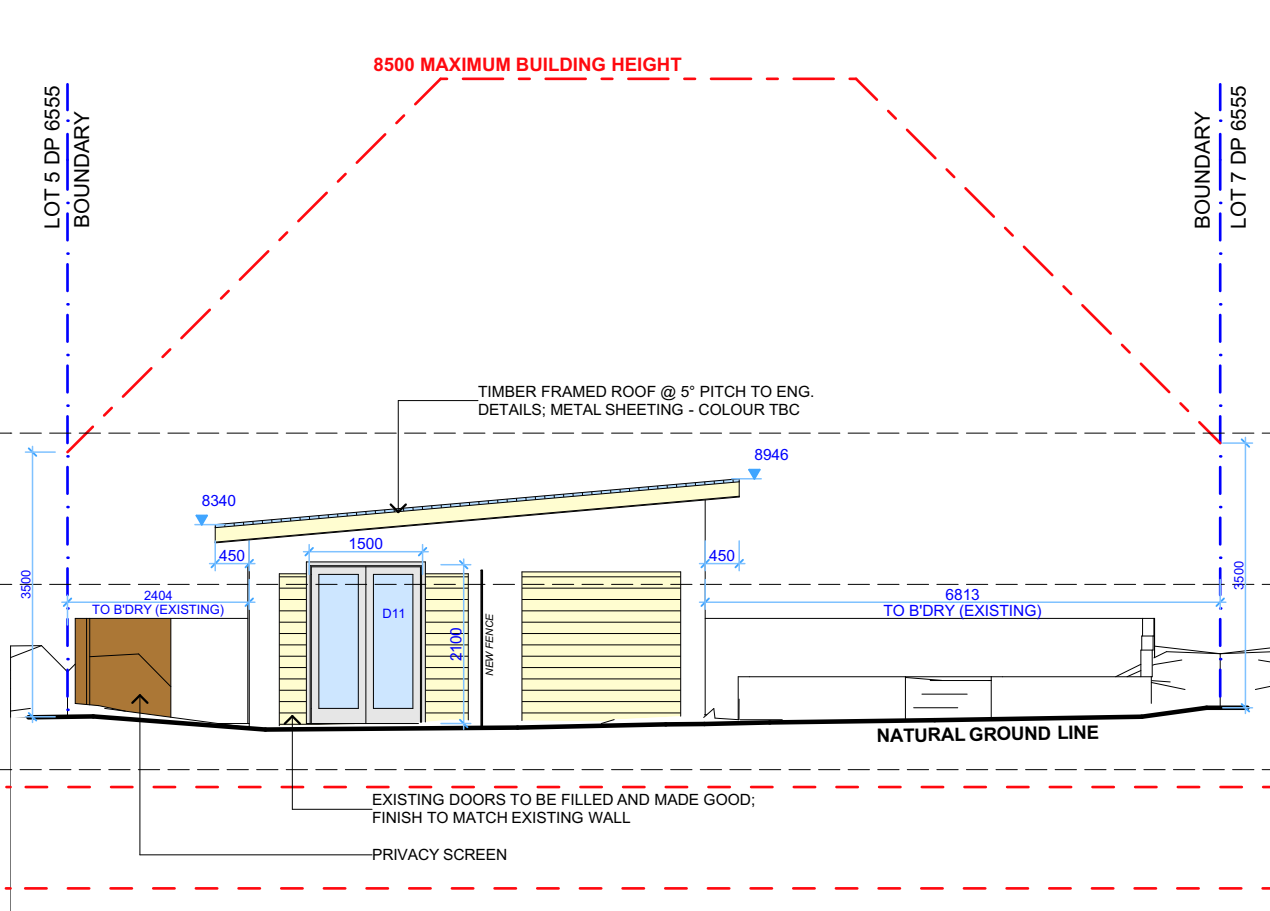 8500 MAXIMUM BUILDING HEIGHT
LOT 5 DP 6555
BOUNDARY
BOUNDARY
LOT 7 DP 6555
TIMBER FRAMED ROOF @ 5° PITCH TO ENG.
DETAILS; METAL SHEETING - COLOUR TBC
8946
8340
1500
450
450
3500
3500
2404
TO B'DRY (EXISTING)
6813
TO B'DRY (EXISTING)
D11
2100
NEW FENCE
NATURAL GROUND LINE
EXISTING DOORS TO BE FILLED AND MADE GOOD;
FINISH TO MATCH EXISTING WALL
PRIVACY SCREEN